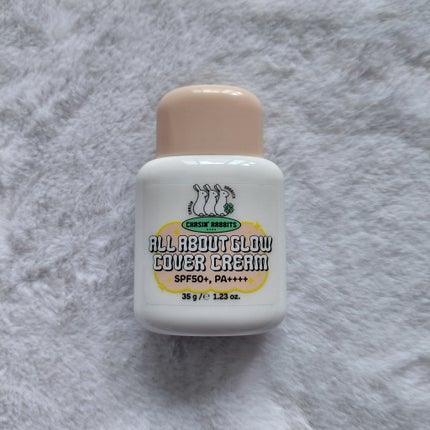 CHASIN' RABBITS
ALL ABOUT GLOW
COVER CREAM
SPF50+, PA++++
35 g /℮ 1.23 oz.